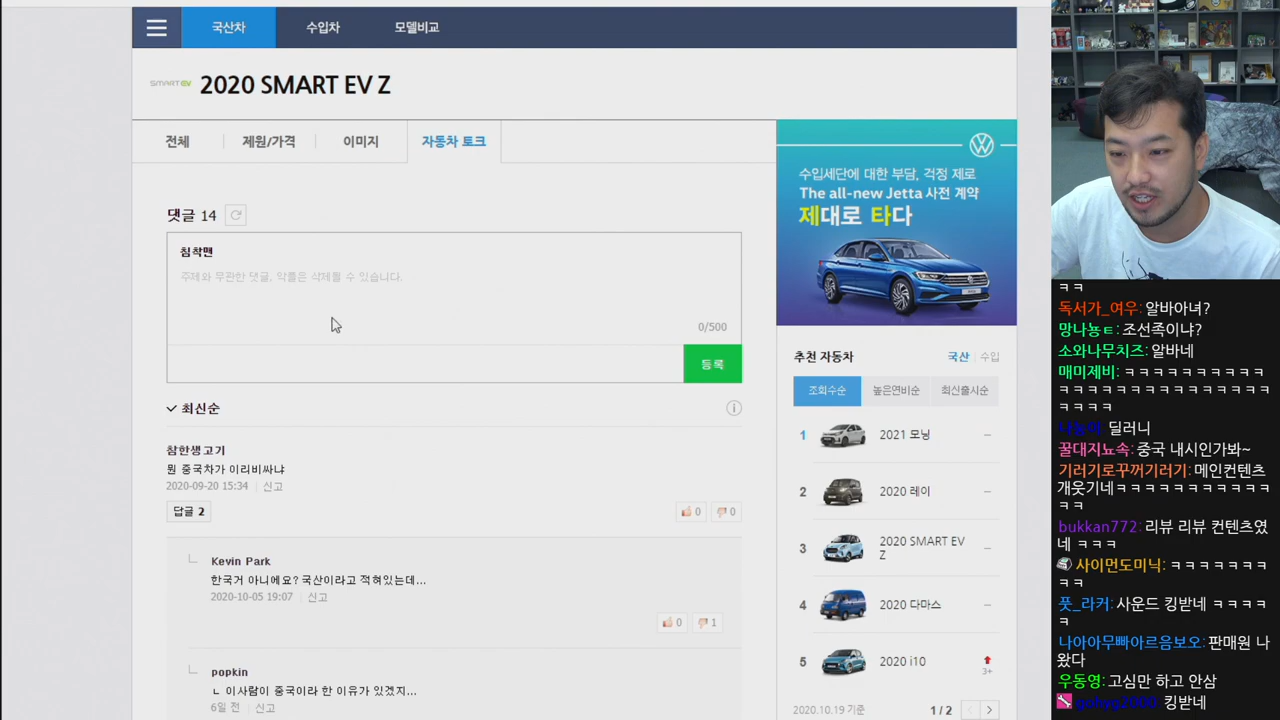 국산차
수입차
모델비교
SMART EV
2020 SMART EV Z
전체
제원/가격
이미지
자동차 토크
댓글 14
침착맨
주제와 무관한 댓글, 악플은 삭제될 수 있습니다.
0/500
등록
최신순
참한생고기
뭔 중국차가 이리비싸냐
2020-09-20 15:34 신고
답글 2
0
0
Kevin Park
한국거 아니에요? 국산이라고 적혀있는데...
2020-10-05 19:07 신고
0
1
popkin
ㄴ 이사람이 중국이라 한 이유가 있겠지...
6일 전 신고
수입세단에 대한 부담, 걱정 제로
The all-new Jetta 사전 계약
제대로 타다
추천 자동차
국산 수입
조회수순
높은연비순
최신출시순
1 2021 모닝
2 2020 레이
3 2020 SMART EV Z
4 2020 다마스
5 2020 i10
3+
2020.10.19 기준
1 / 2
ㅋㅋ
독서가_여우: 알바아녀?
망나뇽ㅌ: 조선족이냐?
소와나무치즈: 알바네
매미제비: ㅋㅋㅋㅋㅋㅋㅋㅋㅋㅋ
ㅋㅋㅋㅋㅋㅋㅋㅋㅋㅋㅋㅋㅋㅋㅋ
ㅋㅋㅋㅋ
딜러니
꿀대지뇨속: 중국 내시인가봐~
기러기로꾸꺼기러기: 메인컨텐츠
개웃기네ㅋㅋㅋㅋㅋㅋㅋㅋㅋㅋㅋ
ㅋㅋ
bukkan772: 리뷰 리뷰 컨텐츠였
네 ㅋㅋㅋ
사이먼도미닉: ㅋㅋㅋㅋㅋㅋㅋ
ㅋㅋ
풋_라커: 사운드 킹받네 ㅋㅋㅋㅋ
ㅋ
나아아무빠아르음보오: 판매원 나
왔다
우동영: 고심만 하고 안삼
킹받네